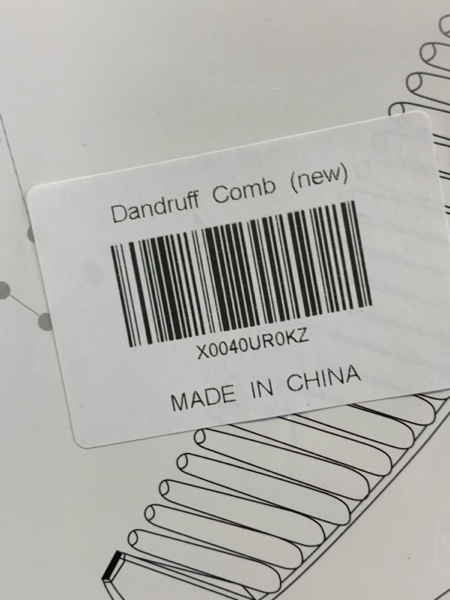 Dandruff Comb (new)
X0040UR0KZ
MADE IN CHINA